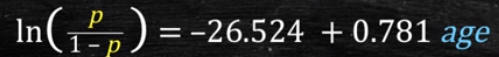 ln(p/1 – p) = –26.524 + 0.781 age